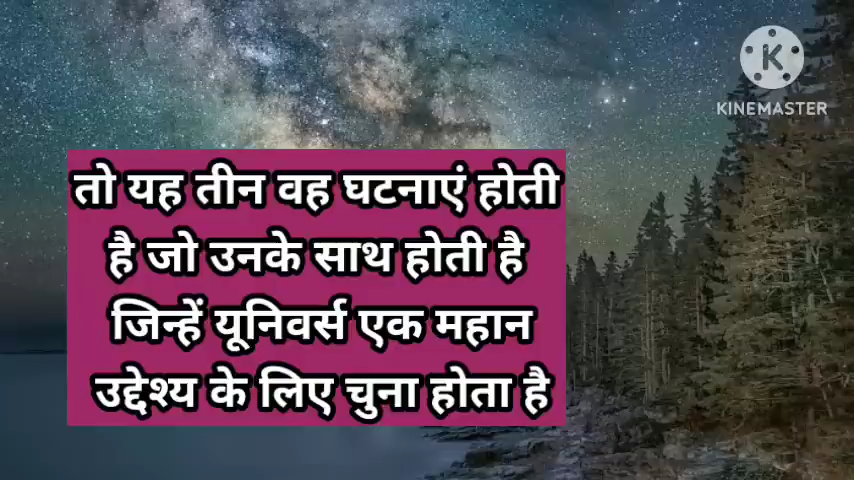 KINEMASTER
तो यह तीन वह घटनाएं होती
है जो उनके साथ होती है
जिन्हें यूनिवर्स एक महान
उद्देश्य के लिए चुना होता है